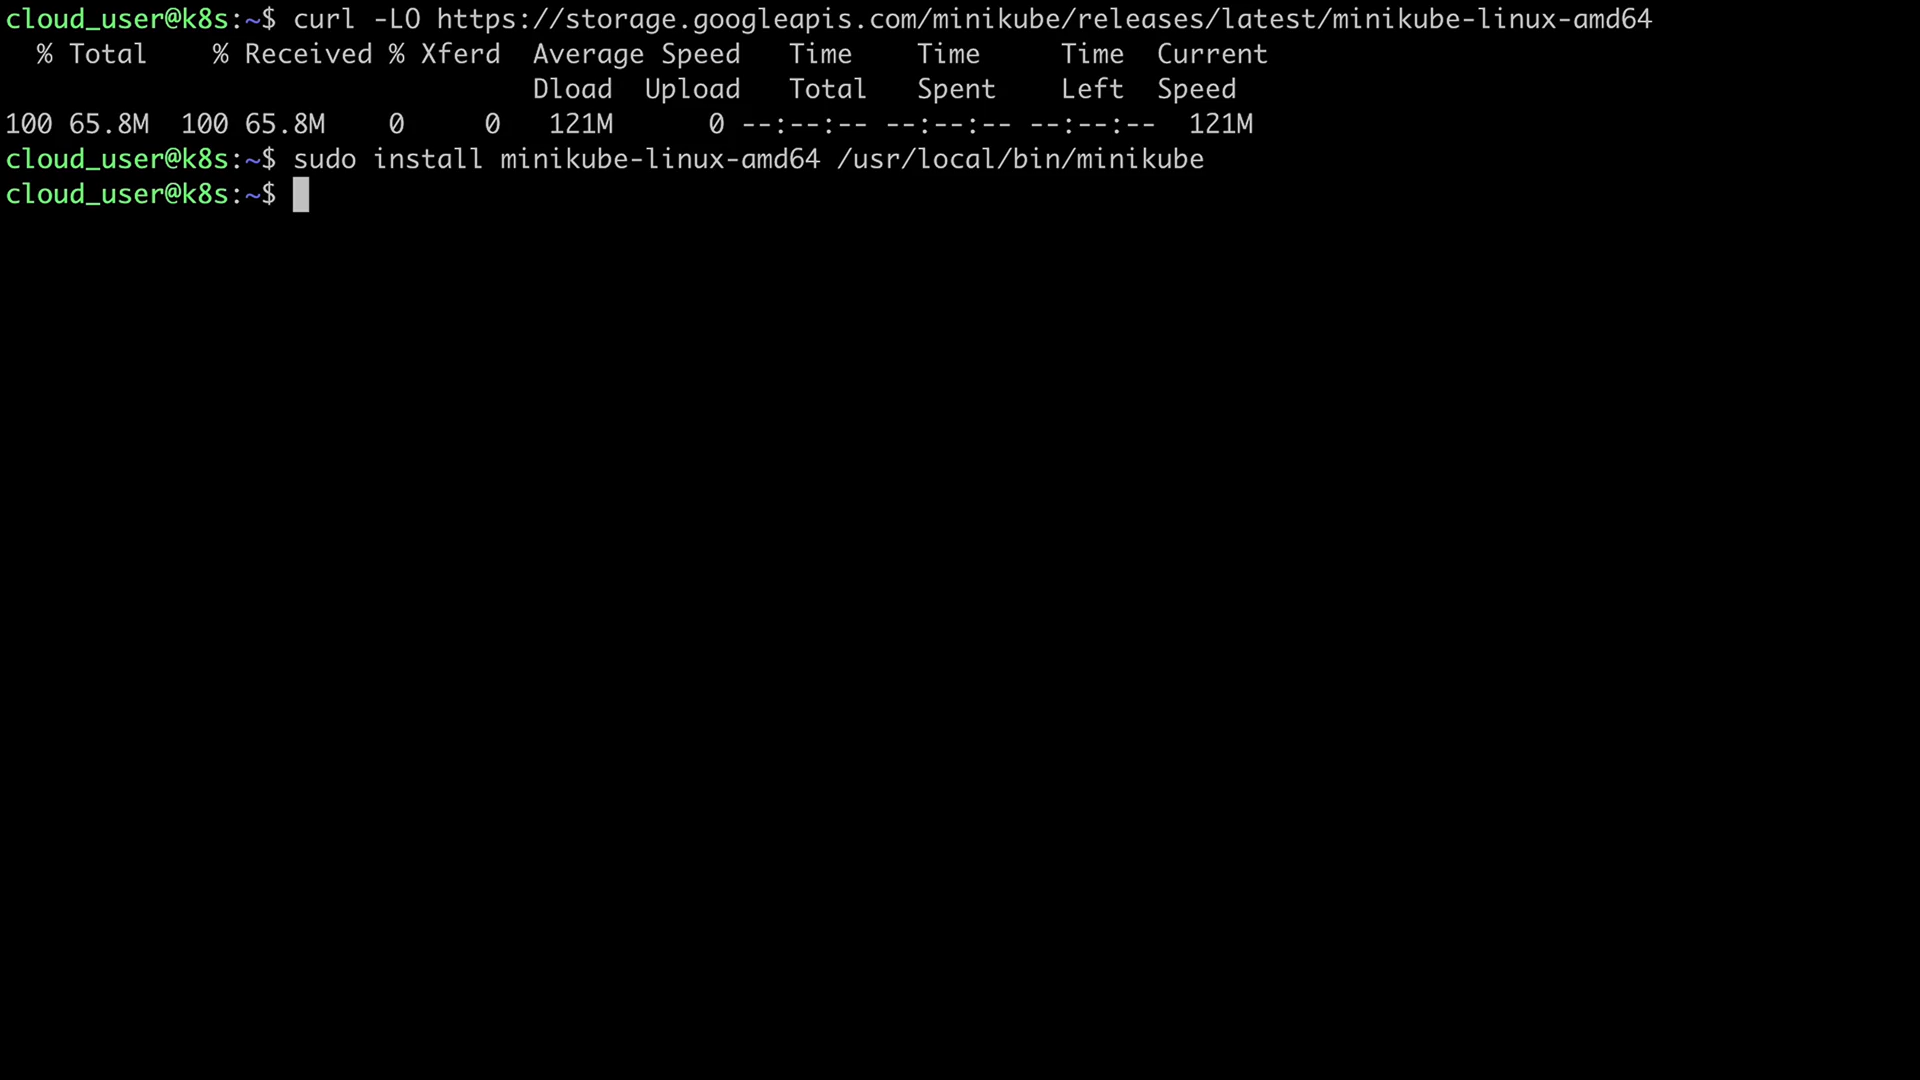 cloud_user@k8s:~$ curl -LO https://storage.googleapis.com/minikube/releases/latest/minikube-linux-amd64
  % Total    % Received % Xferd  Average Speed   Time    Time     Time  Current
                                 Dload  Upload   Total   Spent    Left  Speed
100 65.8M  100 65.8M    0     0   121M      0 --:--:-- --:--:-- --:--:--  121M
cloud_user@k8s:~$ sudo install minikube-linux-amd64 /usr/local/bin/minikube
cloud_user@k8s:~$